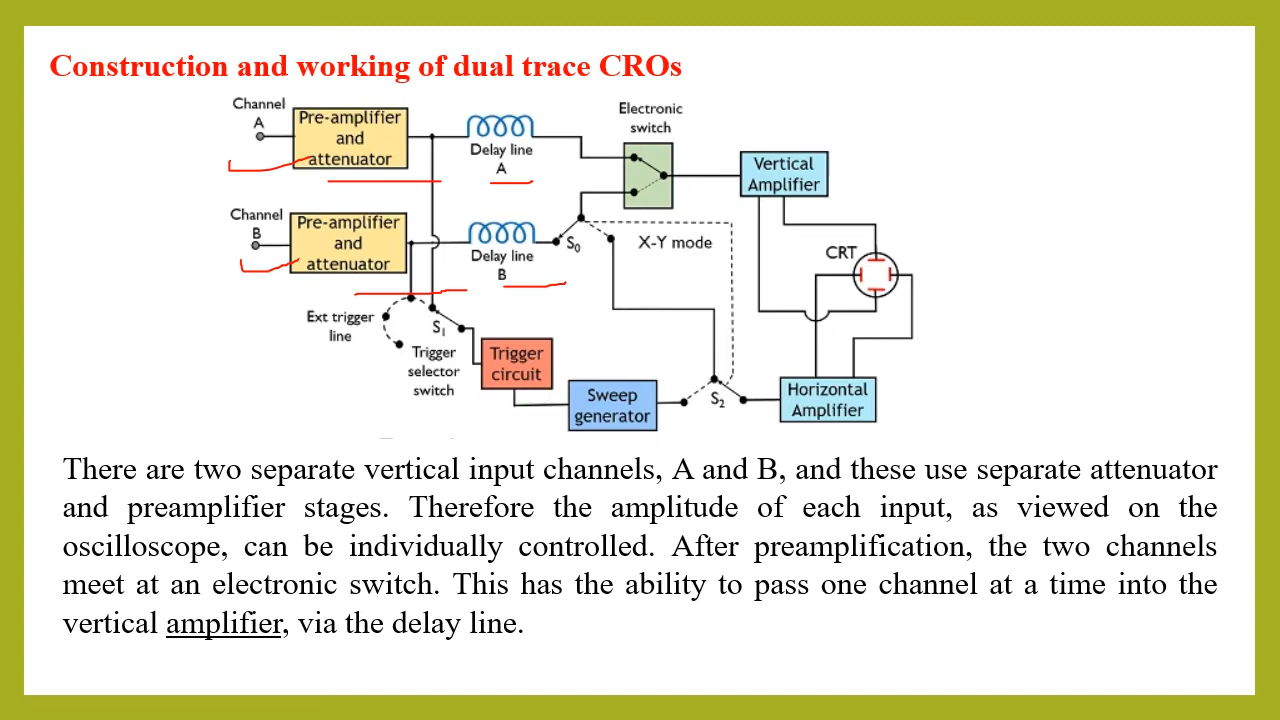 Construction and working of dual trace CROs
Channel
A
Pre-amplifier
and
attenuator
Delay line
A
Electronic
switch
Vertical
Amplifier
Channel
B
Pre-amplifier
and
attenuator
Delay line
B
S0
X-Y mode
CRT
Ext trigger
line
S1
Trigger
selector
switch
Trigger
circuit
Sweep
generator
S2
Horizontal
Amplifier
There are two separate vertical input channels, A and B, and these use separate attenuator
and preamplifier stages. Therefore the amplitude of each input, as viewed on the
oscilloscope, can be individually controlled. After preamplification, the two channels
meet at an electronic switch. This has the ability to pass one channel at a time into the
vertical amplifier, via the delay line.